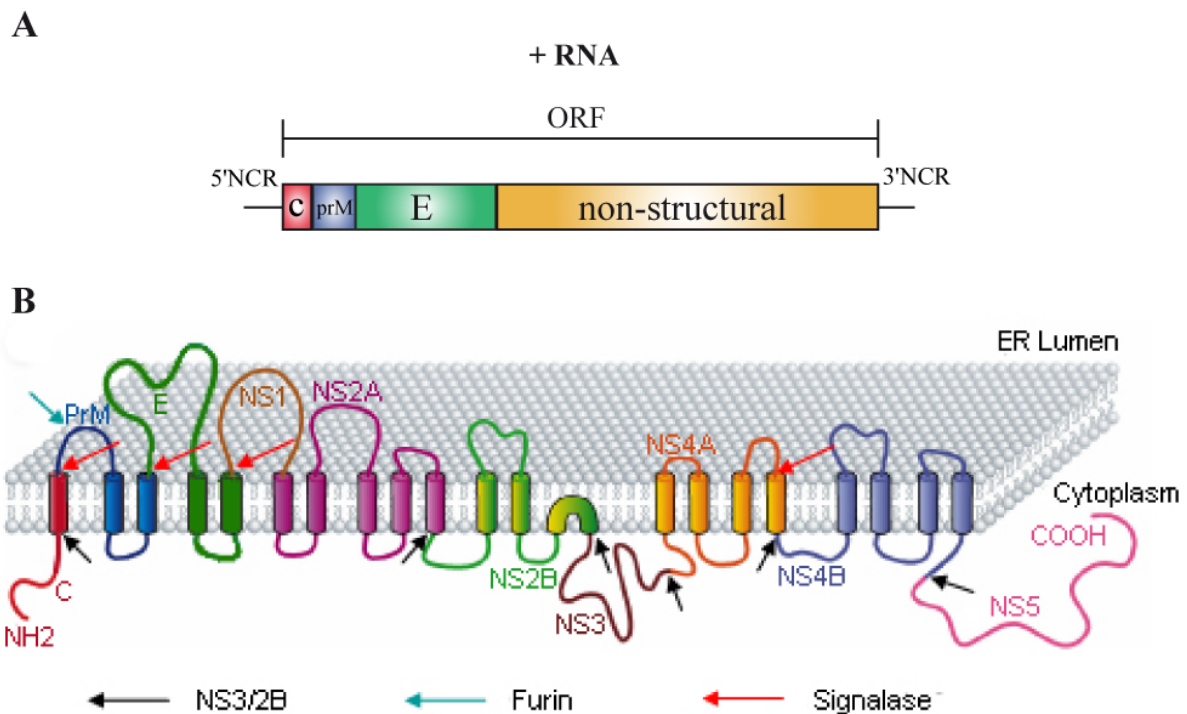 A
+ RNA
ORF
5'NCR
3'NCR
c
prM
E
non-structural
B
ER Lumen
PrM
E
NS1
NS2A
NS4A
Cytoplasm
COOH
C
NS2B
NS4B
NS5
NS3
NH2
NS3/2B
Furin
Signalase